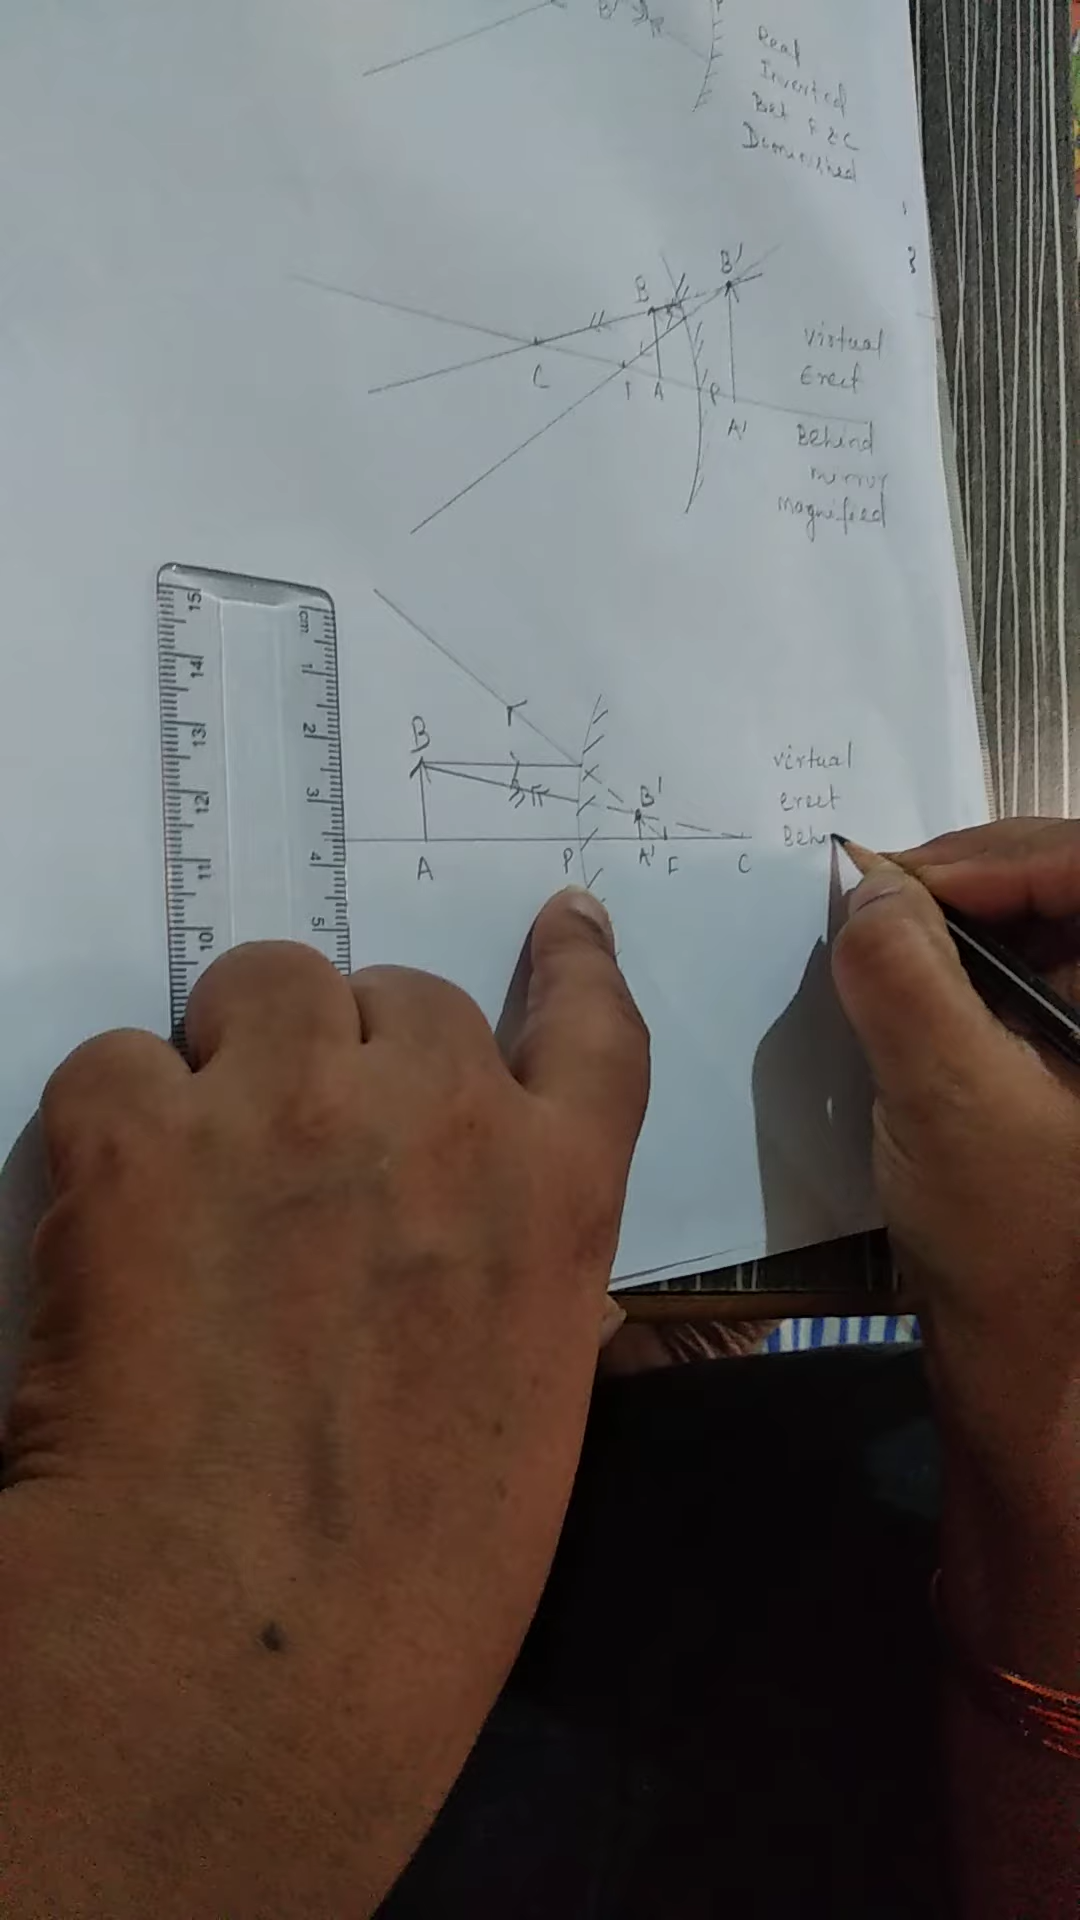 B'
Real
Inverted
Bet F & C
Diminished
B
B'
C
F
A
P
A'
Virtual
Erect
Behind
mirror
magnified
15
14
13
12
11
10
cm
1
2
3
4
5
B
A
P
B'
A'
F
C
virtual
erect
Behi